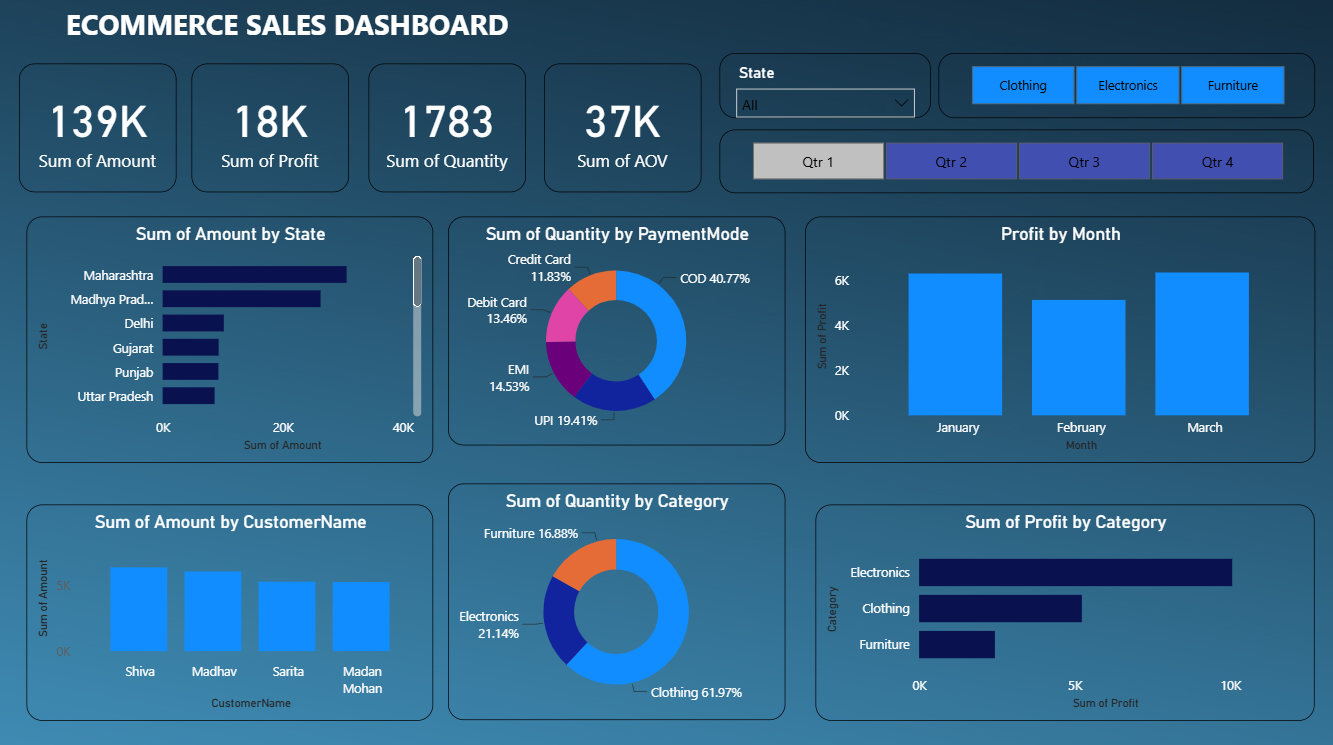 ECOMMERCE SALES DASHBOARD
139K
Sum of Amount
18K
Sum of Profit
1783
Sum of Quantity
37K
Sum of AOV
State
All
Clothing
Electronics
Furniture
Qtr 1
Qtr 2
Qtr 3
Qtr 4
Sum of Amount by State
State
Maharashtra
Madhya Prad...
Delhi
Gujarat
Punjab
Uttar Pradesh
0K
20K
40K
Sum of Amount
Sum of Quantity by PaymentMode
Credit Card
11.83%
COD 40.77%
Debit Card
13.46%
EMI
14.53%
UPI 19.41%
Profit by Month
Sum of Profit
6K
4K
2K
0K
January
February
March
Month
Sum of Amount by CustomerName
Sum of Amount
5K
0K
Shiva
Madhav
Sarita
Madan
Mohan
CustomerName
Sum of Quantity by Category
Furniture 16.88%
Electronics
21.14%
Clothing 61.97%
Sum of Profit by Category
Category
Electronics
Clothing
Furniture
0K
5K
10K
Sum of Profit